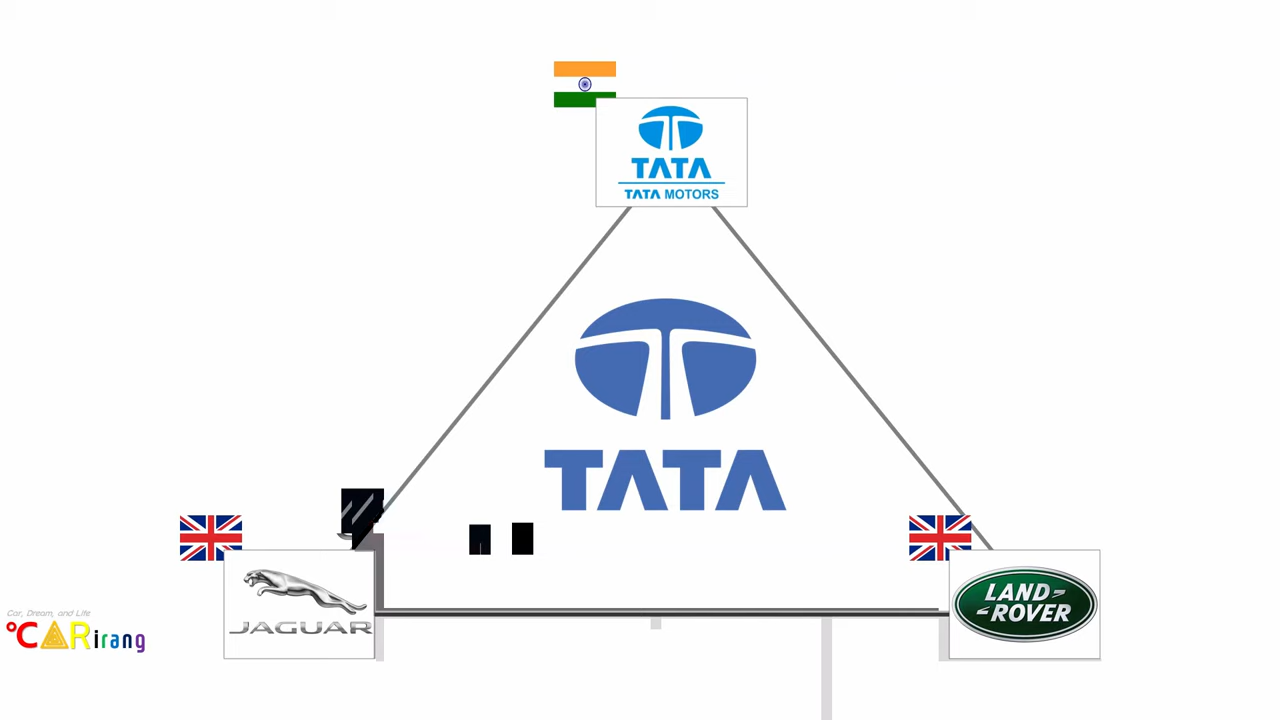 TATA
TATA MOTORS
TATA
JAGUAR
LAND-
-ROVER
Car, Dream, and Life
°CARirang